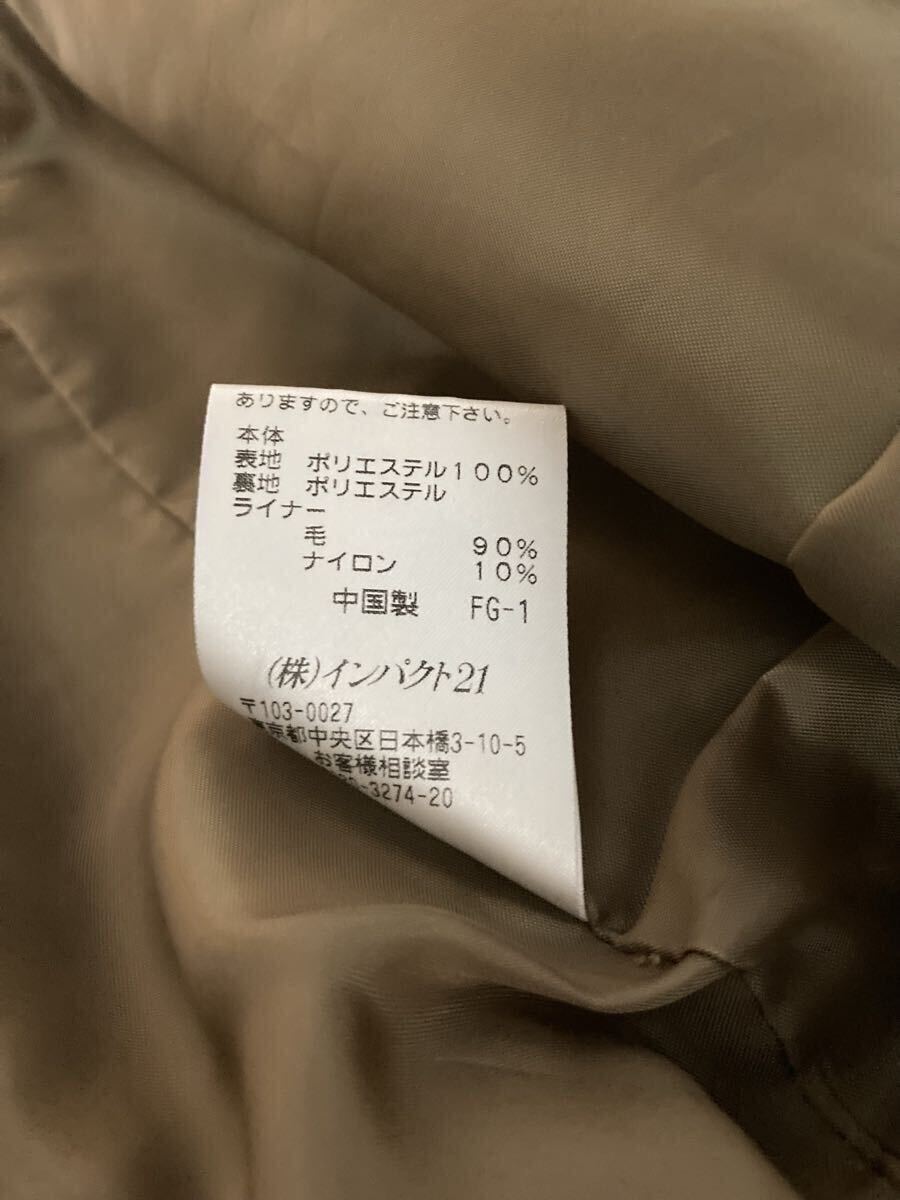 ありますので、ご注意下さい。
本体
表地 ポリエステル100%
裏地 ポリエステル
ライナー
毛 90%
ナイロン 10%
中国製 FG-1
(株)インパクト21
〒103-0027
東京都中央区日本橋3-10-5
お客様相談室
-3274-20